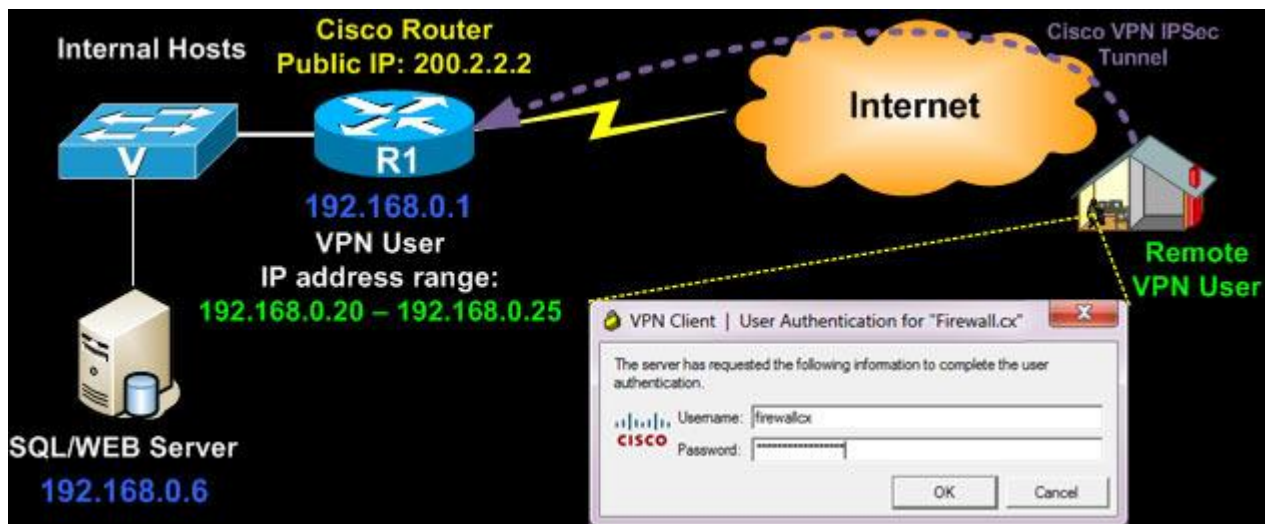 Internal Hosts
Cisco Router
Public IP: 200.2.2.2
Cisco VPN IPSec
Tunnel
Internet
V
R1
192.168.0.1
VPN User
IP address range:
192.168.0.20 – 192.168.0.25
Remote
VPN User
SQL/WEB Server
192.168.0.6
VPN Client | User Authentication for "Firewall.cx"
The server has requested the following information to complete the user
authentication.
CISCO
Username: firewallcx
Password: ******************
OK Cancel